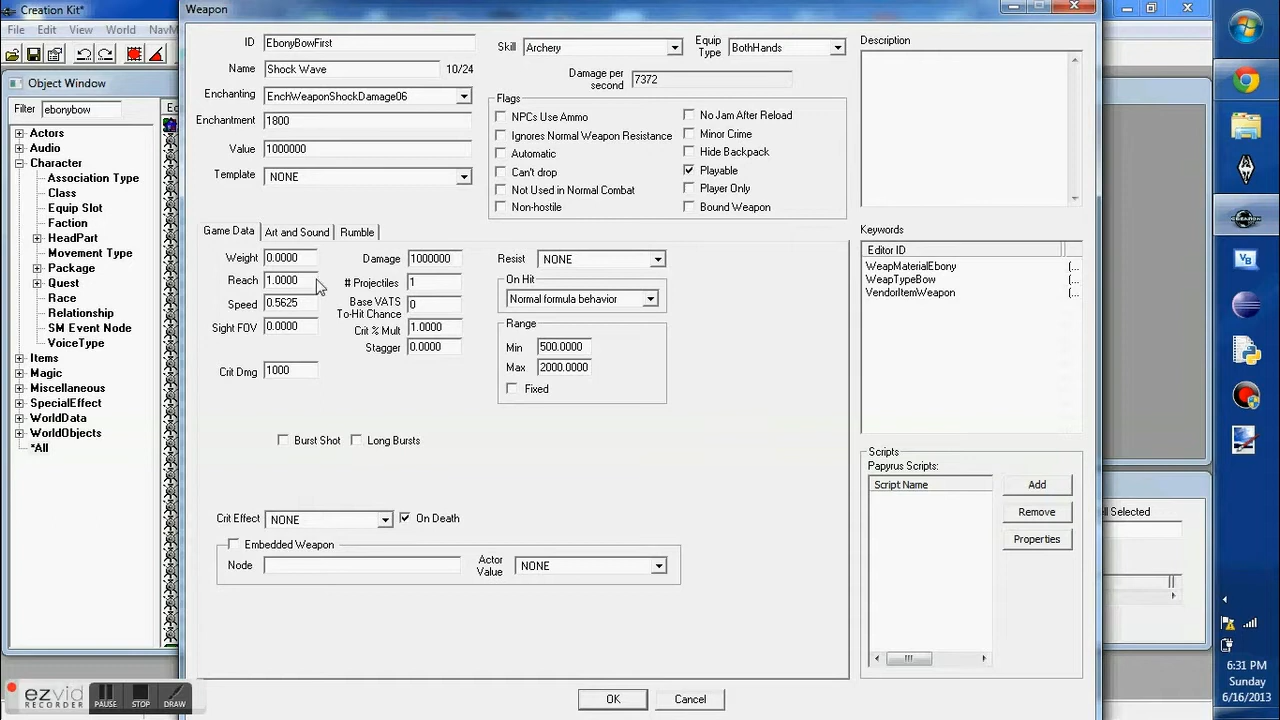 Creation Kit*
File Edit View World NavM
Object Window
Filter ebonybow
Actors
Audio
Character
Association Type
Class
Equip Slot
Faction
HeadPart
Movement Type
Package
Quest
Race
Relationship
SM Event Node
VoiceType
Items
Magic
Miscellaneous
SpecialEffect
WorldData
WorldObjects
*All
Weapon
ID EbonyBowFirst
Name Shock Wave 10/24
Enchanting EnchWeaponShockDamage06
Enchantment 1800
Value 1000000
Template NONE
Skill Archery
Equip Type BothHands
Damage per second 7372
Flags
NPCs Use Ammo
Ignores Normal Weapon Resistance
Automatic
Can't drop
Not Used in Normal Combat
Non-hostile
No Jam After Reload
Minor Crime
Hide Backpack
Playable
Player Only
Bound Weapon
Description
Game Data Art and Sound Rumble
Weight 0.0000
Reach 1.0000
Speed 0.5625
Sight FOV 0.0000
Crit Dmg 1000
Damage 1000000
# Projectiles 1
Base VATS To-Hit Chance 0
Crit % Mult 1.0000
Stagger 0.0000
Resist NONE
On Hit
Normal formula behavior
Range
Min 500.0000
Max 2000.0000
Fixed
Burst Shot Long Bursts
Crit Effect NONE On Death
Embedded Weapon
Node
Actor Value NONE
Keywords
Editor ID
WeapMaterialEbony (...
WeapTypeBow (...
VendorItemWeapon (...
Scripts
Papyrus Scripts:
Script Name
Add
Remove
Properties
OK Cancel
ell Selected
ezvid
RECORDER
PAUSE STOP DRAW
6:31 PM
Sunday
6/16/2013